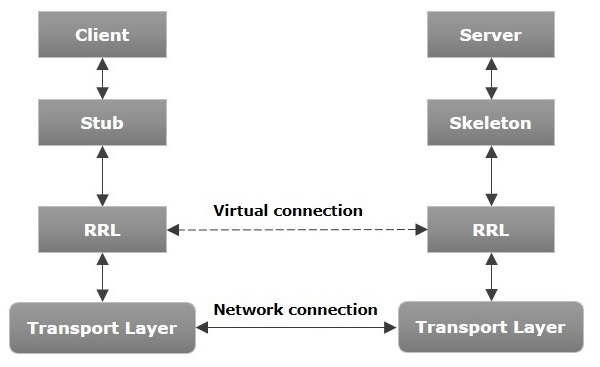 Client
Server
Stub
Skeleton
Virtual connection
RRL
RRL
Network connection
Transport Layer
Transport Layer